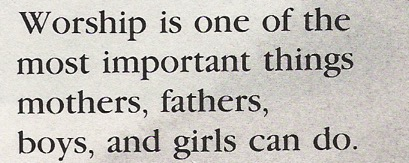 Worship is one of the
most important things
mothers, fathers,
boys, and girls can do.